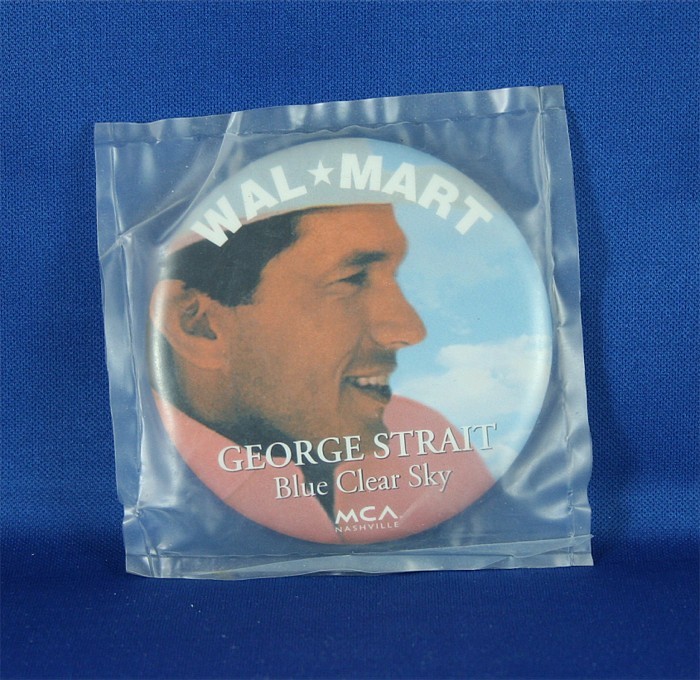 WAL★MART
GEORGE STRAIT
Blue Clear Sky
MCA
NASHVILLE